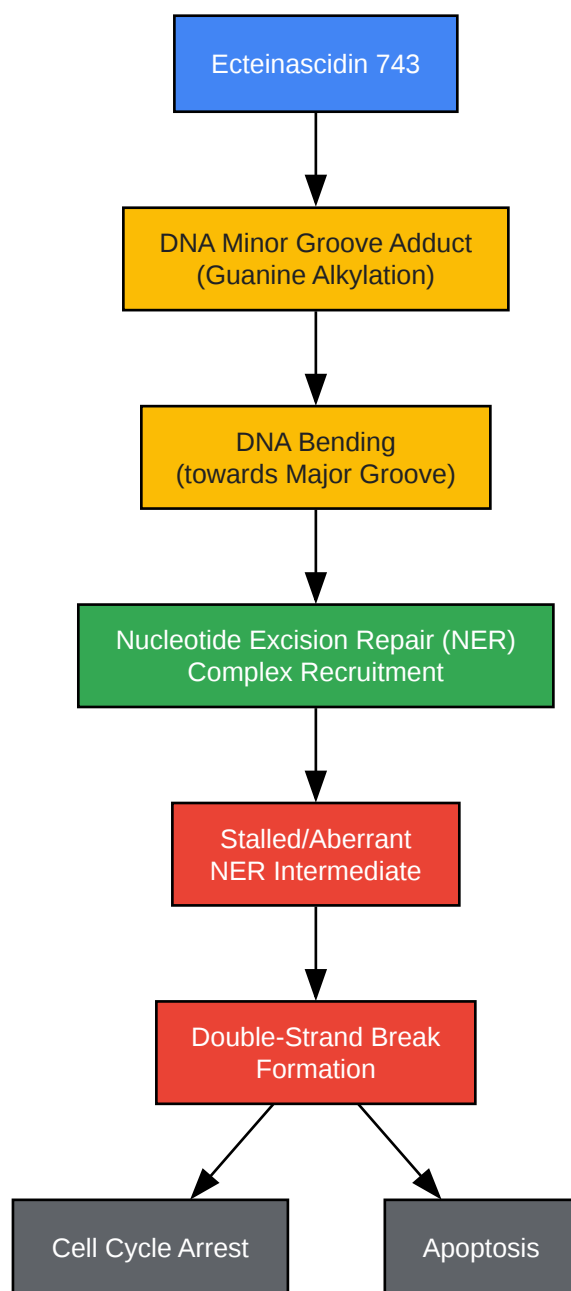 Ecteinascidin 743
DNA Minor Groove Adduct
(Guanine Alkylation)
DNA Bending
(towards Major Groove)
Nucleotide Excision Repair (NER)
Complex Recruitment
Stalled/Aberrant
NER Intermediate
Double-Strand Break
Formation
Cell Cycle Arrest
Apoptosis